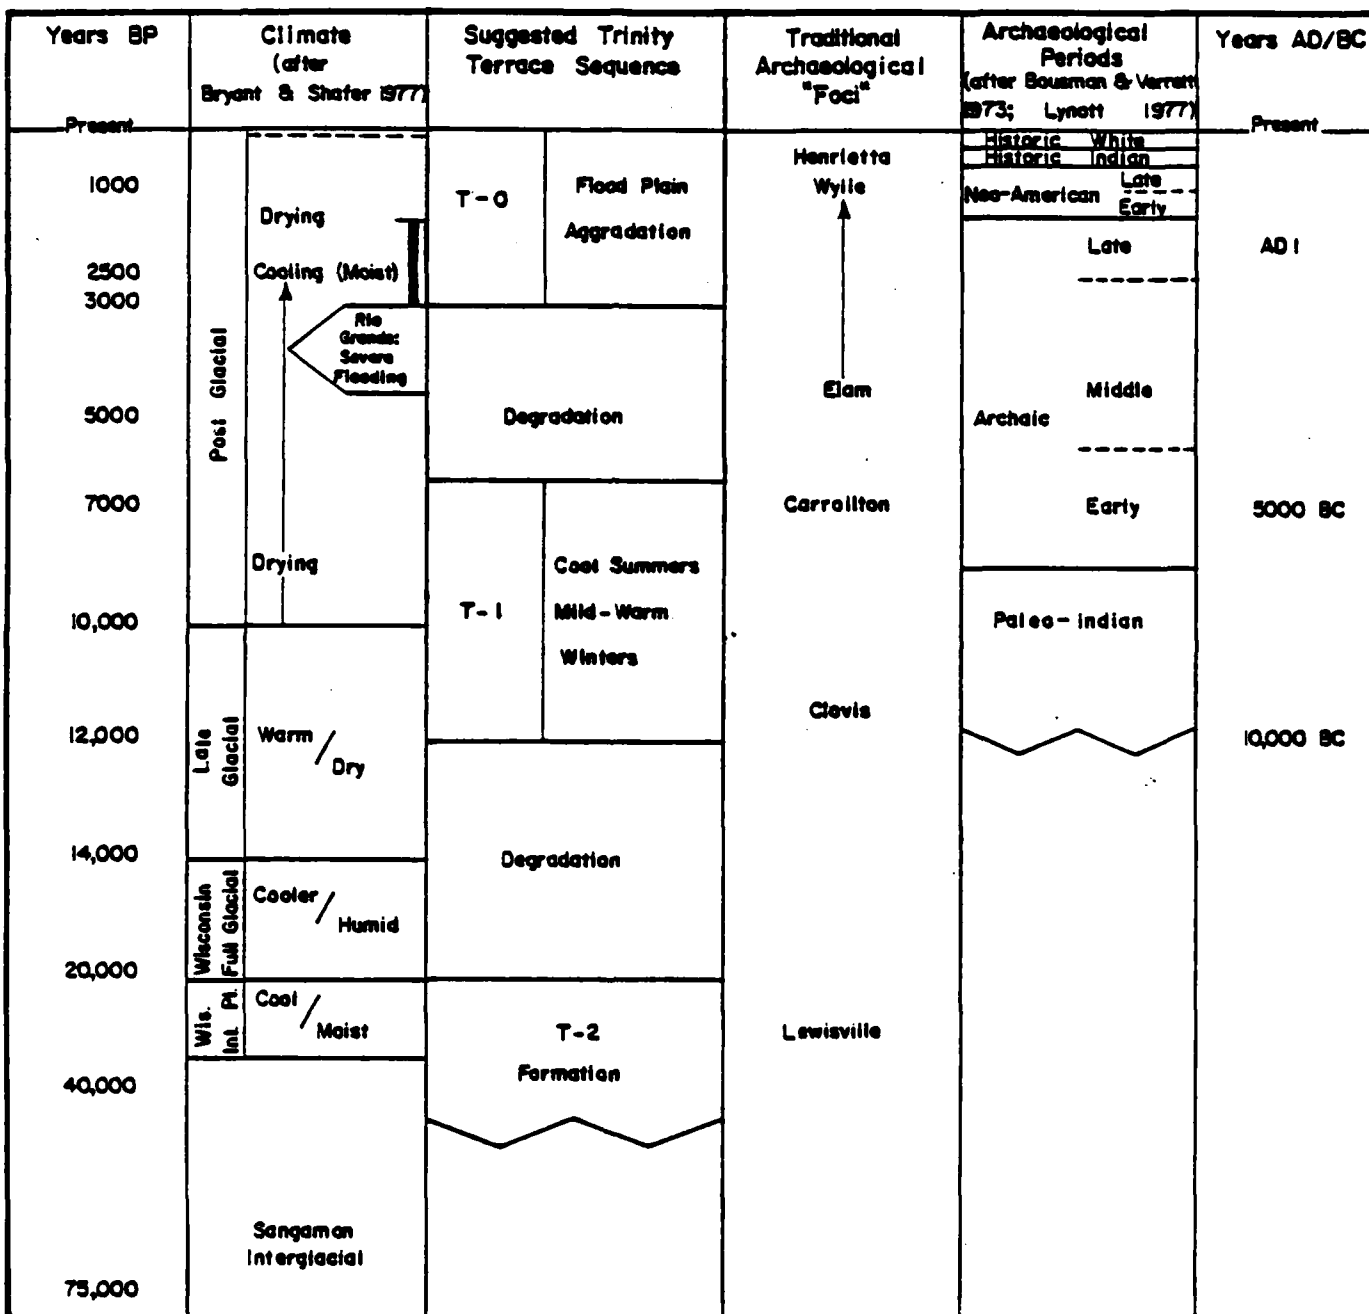 Years BP
Present
1000
2500
3000
5000
7000
10,000
12,000
14,000
20,000
40,000
75,000
Climate
(after
Bryant & Shafer 1977)
Post Glacial
Late
Glacial
Wisconsin
Full Glacial
Wis.
Int. Pl.
Drying
Cooling (Moist)
Rio
Grande:
Severe
Flooding
Drying
Warm /
Dry
Cooler /
Humid
Cool /
Moist
Sangaman
Interglacial
Suggested Trinity
Terrace Sequence
T-0
Flood Plain
Aggradation
Degradation
T-1
Cool Summers
Mild-Warm
Winters
Degradation
T-2
Formation
Traditional
Archaeological
"Foci"
Henrietta
Wylie
Elam
Carrollton
Clovis
Lewisville
Archaeological
Periods
(after Bousman & Verrett
1973; Lynott 1977)
Historic White
Historic Indian
Neo-American
Late
Early
Archaic
Late
Middle
Early
Paleo-indian
Years AD/BC
Present
AD 1
5000 BC
10,000 BC